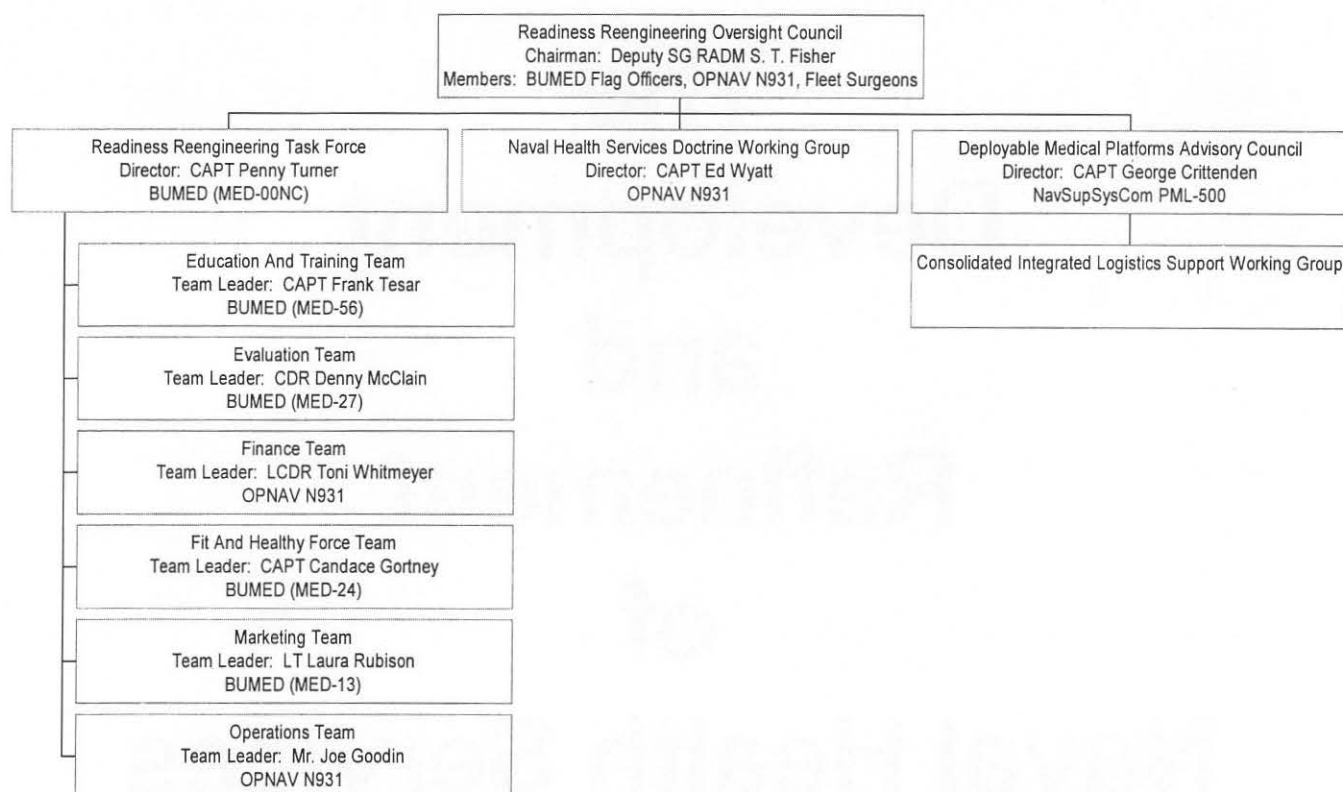 Readiness Reengineering Oversight Council
Chairman: Deputy SG RADM S. T. Fisher
Members: BUMED Flag Officers, OPNAV N931, Fleet Surgeons
Readiness Reengineering Task Force
Director: CAPT Penny Turner
BUMED (MED-00NC)
Naval Health Services Doctrine Working Group
Director: CAPT Ed Wyatt
OPNAV N931
Deployable Medical Platforms Advisory Council
Director: CAPT George Crittenden
NavSupSysCom PML-500
Education And Training Team
Team Leader: CAPT Frank Tesar
BUMED (MED-56)
Evaluation Team
Team Leader: CDR Denny McClain
BUMED (MED-27)
Finance Team
Team Leader: LCDR Toni Whitmeyer
OPNAV N931
Fit And Healthy Force Team
Team Leader: CAPT Candace Gortney
BUMED (MED-24)
Marketing Team
Team Leader: LT Laura Rubison
BUMED (MED-13)
Operations Team
Team Leader: Mr. Joe Goodin
OPNAV N931
Consolidated Integrated Logistics Support Working Group